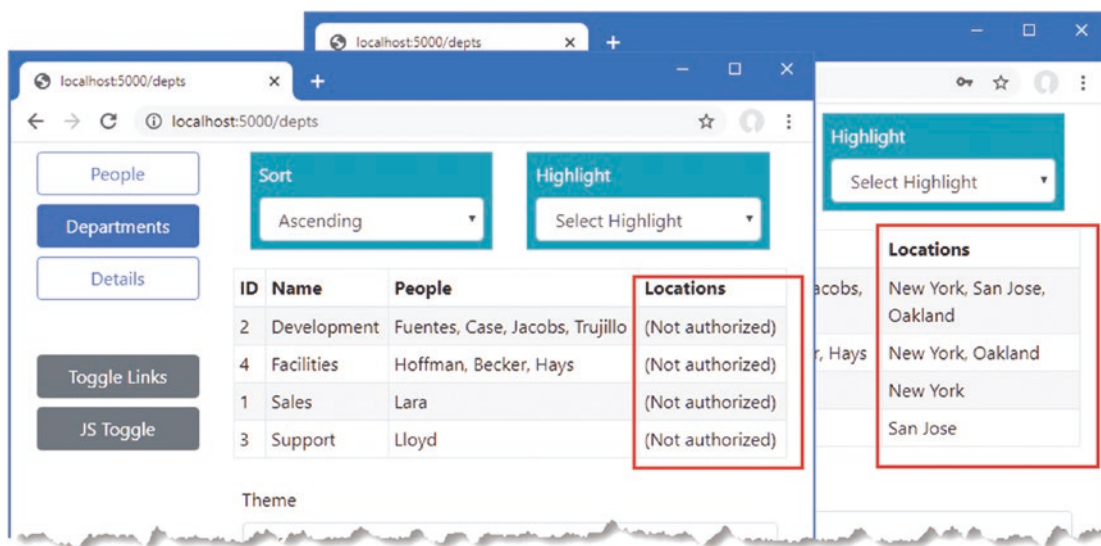 localhost:5000/depts
localhost:5000/depts
localhost:5000/depts
People
Departments
Details
Toggle Links
JS Toggle
Sort
Ascending
Highlight
Select Highlight
ID Name People Locations
2 Development Fuentes, Case, Jacobs, Trujillo (Not authorized)
4 Facilities Hoffman, Becker, Hays (Not authorized)
1 Sales Lara (Not authorized)
3 Support Lloyd (Not authorized)
Theme
Highlight
Select Highlight
Locations
acobs, New York, San Jose,
Oakland
r, Hays New York, Oakland
New York
San Jose